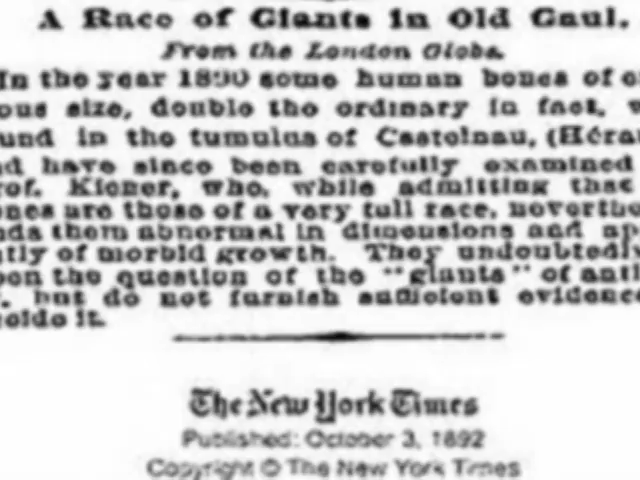 A Race of Giants in Old Gaul.
From the London Globe.
In the year 1890 some human bones of e
ous size, double the ordinary in fact, w
und in the tumulus of Castelnau, (Héra
d have since been carefully examined
rof. Kiener, who, while admitting that
ones are those of a very tall race, neverthe
nds them abnormal in dimensions and ap
tly of morbid growth. They undoubtedly
pon the question of the "giants" of anti
, but do not furnish sufficient evidence
ecide it.
The New York Times
Published: October 3, 1892
Copyright © The New York Times